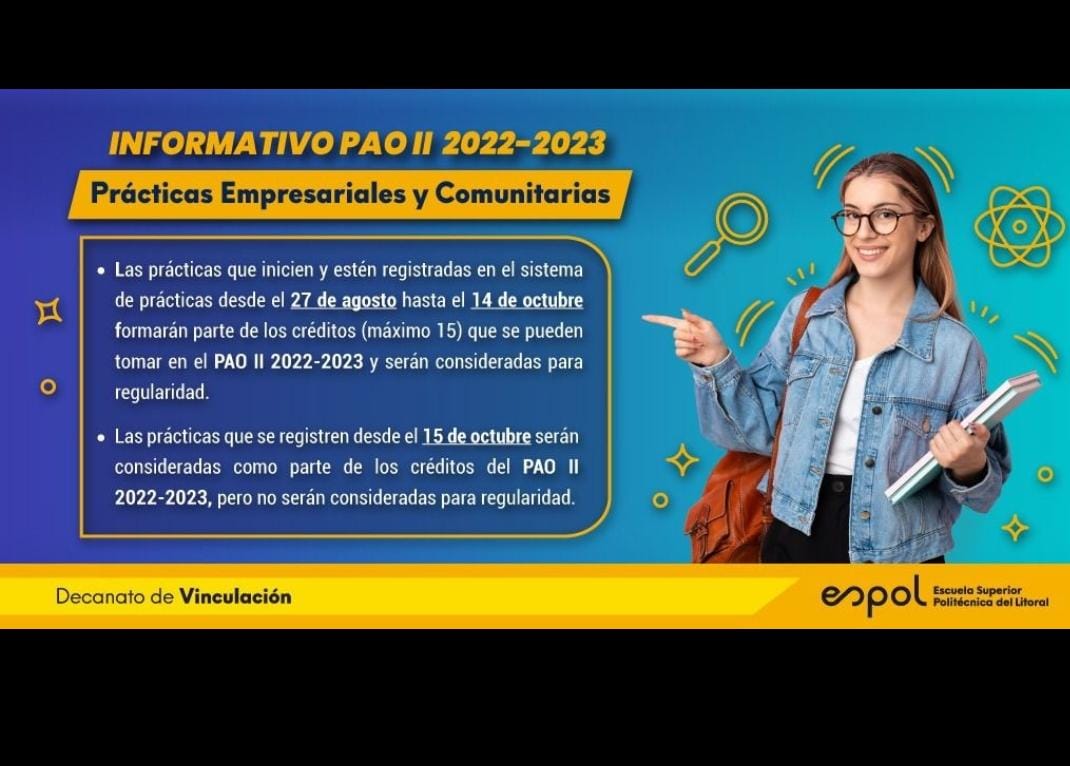 INFORMATIVO PAO II 2022-2023
Prácticas Empresariales y Comunitarias
• Las prácticas que inicien y estén registradas en el sistema
de prácticas desde el 27 de agosto hasta el 14 de octubre
formarán parte de los créditos (máximo 15) que se pueden
tomar en el PAO II 2022-2023 y serán consideradas para
regularidad.
• Las prácticas que se registren desde el 15 de octubre serán
consideradas como parte de los créditos del PAO II
2022-2023, pero no serán consideradas para regularidad.
Decanato de Vinculación
espol
Escuela Superior
Politécnica del Litoral